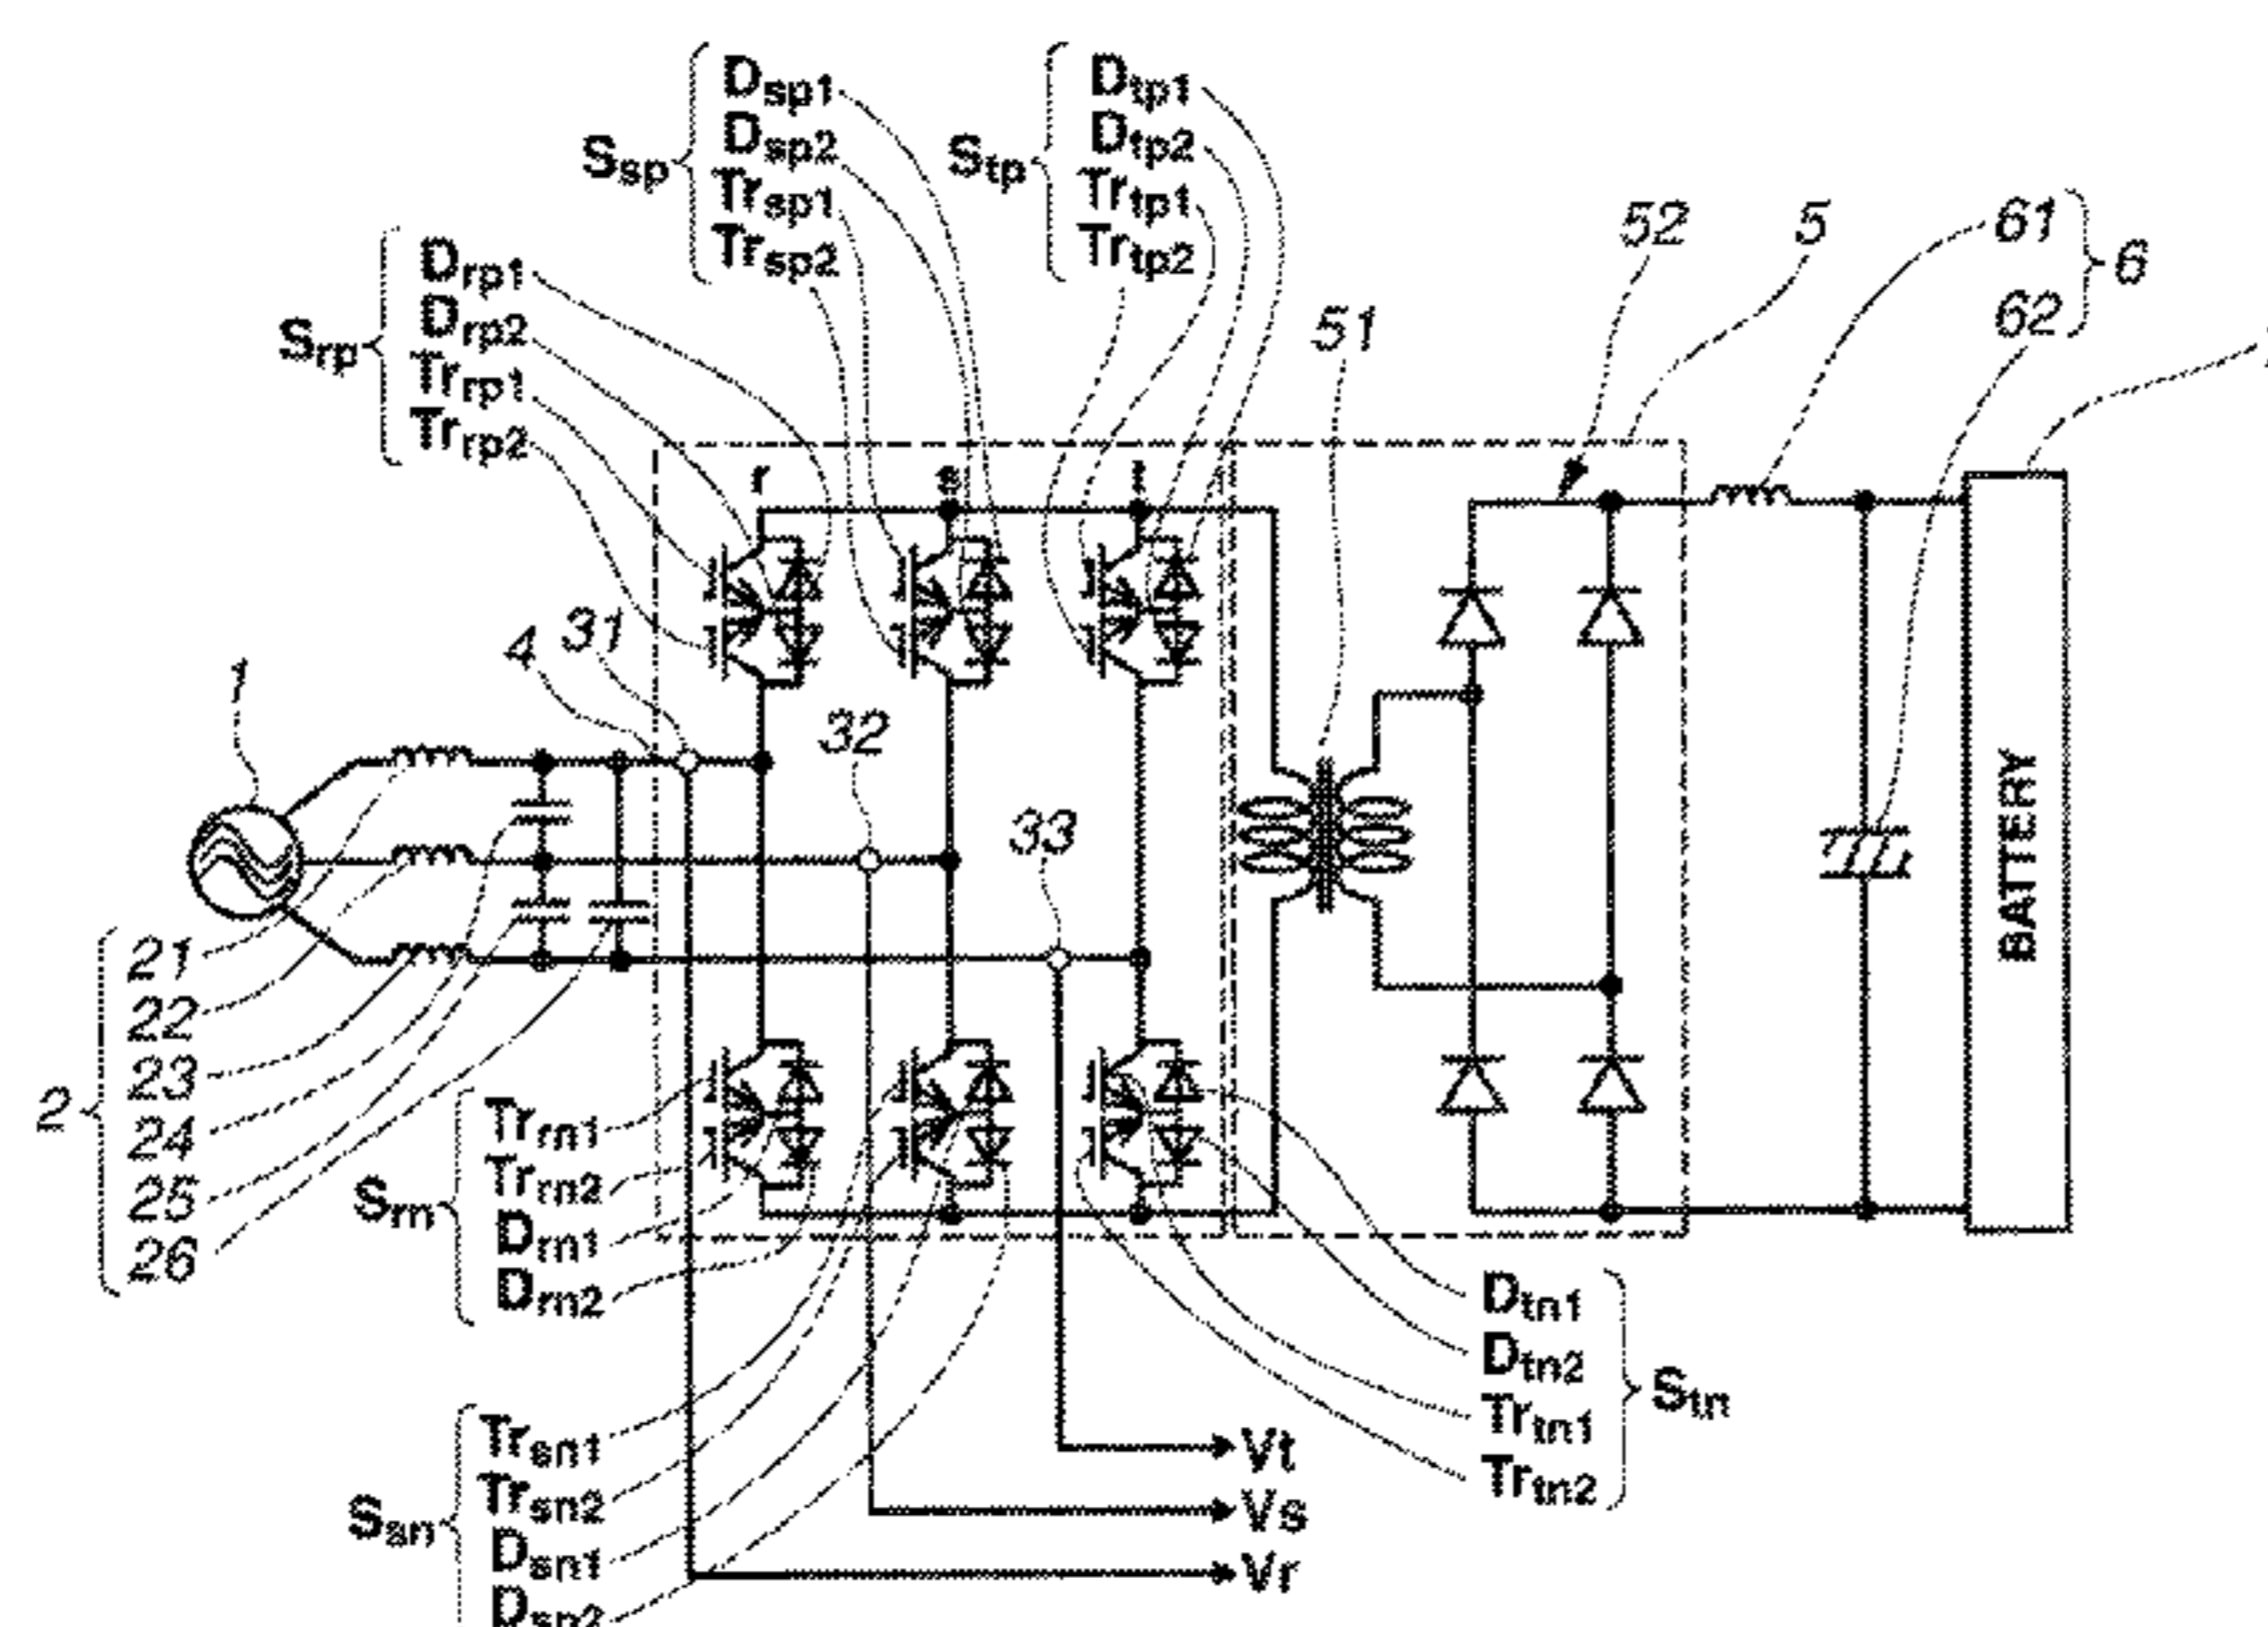 Dsp1
Dsp2
Ssp
Trsp1
Trsp2
Dtp1
Dtp2
Stp
Trtp1
Trtp2
Drp1
Drp2
Srp
Trrp1
Trrp2
52
5
61
62
6
51
r
s
t
4
31
32
33
1
BATTERY
2
21
22
23
24
25
26
Srn
Trrn1
Trrn2
Drn1
Drn2
Ssn
Trsn1
Trsn2
Dsn1
Dsn2
Dtn1
Dtn2
Stn
Trtn1
Trtn2
Vt
Vs
Vr